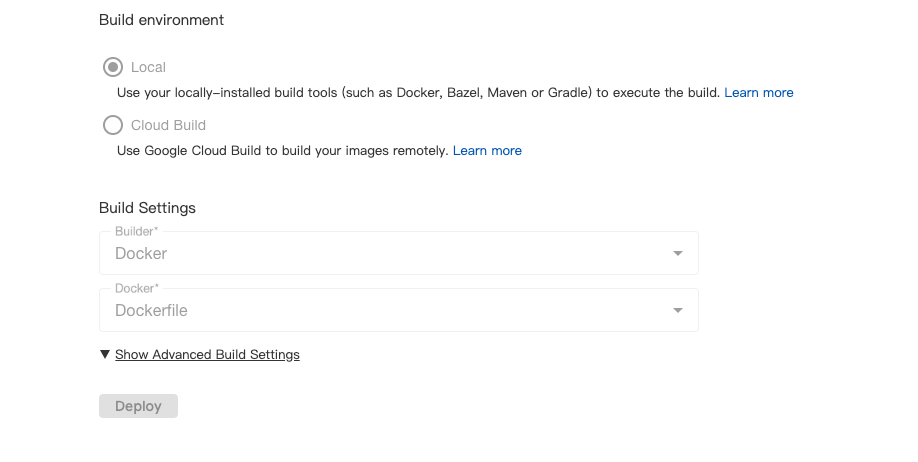 Build environment
Local
Use your locally-installed build tools (such as Docker, Bazel, Maven or Gradle) to execute the build. Learn more
Cloud Build
Use Google Cloud Build to build your images remotely. Learn more
Build Settings
Builder*
Docker
Docker*
Dockerfile
Show Advanced Build Settings
Deploy